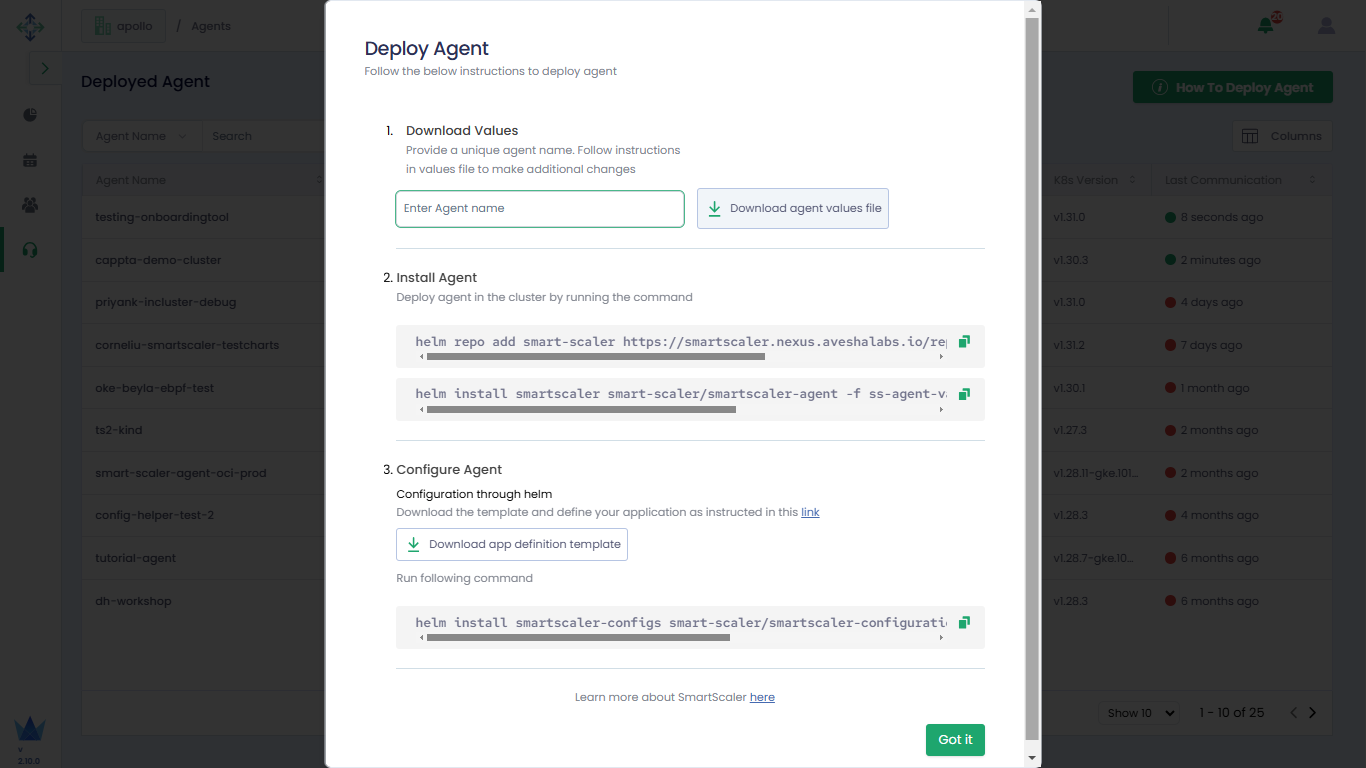 apollo / Agents
20
Deployed Agent
How To Deploy Agent
Agent Name
Search
Columns
Agent Name
K8s Version
Last Communication
testing-onboardingtool
v1.31.0
8 seconds ago
cappta-demo-cluster
v1.30.3
2 minutes ago
priyank-incluster-debug
v1.31.0
4 days ago
corneliu-smartscaler-testcharts
v1.31.2
7 days ago
oke-beyla-ebpf-test
v1.30.1
1 month ago
ts2-kind
v1.27.3
2 months ago
smart-scaler-agent-oci-prod
v1.28.11-gke.101...
2 months ago
config-helper-test-2
v1.28.3
4 months ago
tutorial-agent
v1.28.7-gke.10...
6 months ago
dh-workshop
v1.28.3
6 months ago
Show 10
1 - 10 of 25
v
2.10.0
Deploy Agent
Follow the below instructions to deploy agent
1. Download Values
Provide a unique agent name. Follow instructions
in values file to make additional changes
Enter Agent name
Download agent values file
2. Install Agent
Deploy agent in the cluster by running the command
helm repo add smart-scaler https://smartscaler.nexus.aveshalabs.io/rep
helm install smartscaler smart-scaler/smartscaler-agent -f ss-agent-va
3. Configure Agent
Configuration through helm
Download the template and define your application as instructed in this link
Download app definition template
Run following command
helm install smartscaler-configs smart-scaler/smartscaler-configuratio
Learn more about SmartScaler here
Got it